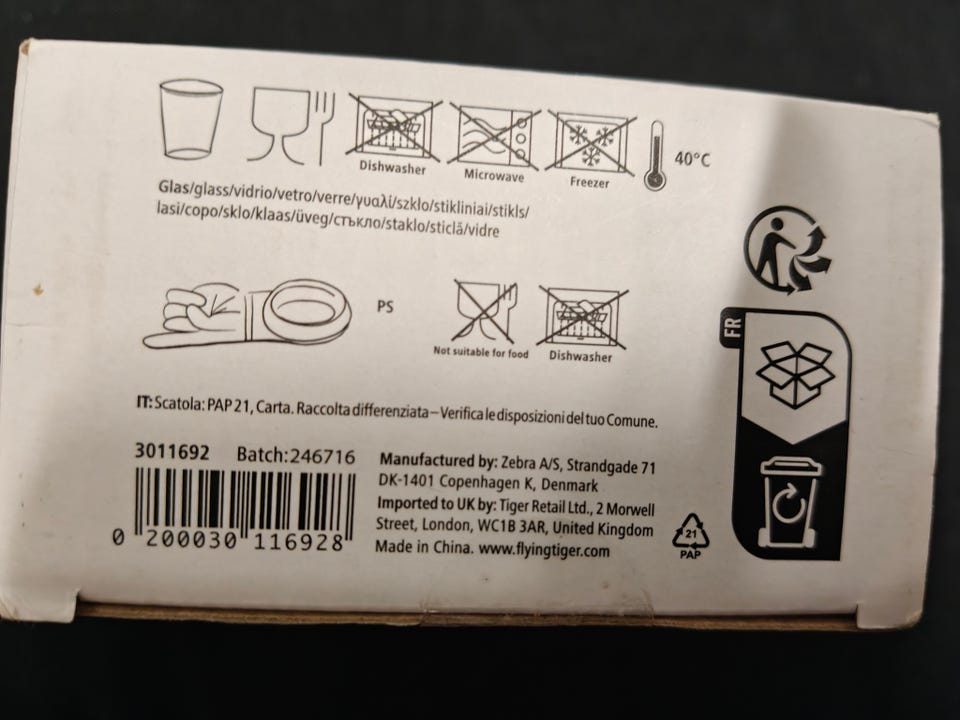 Dishwasher
Microwave
Freezer
40°C
Glas/glass/vidrio/vetro/verre/γυαλί/szkło/stikliniai/stikls/
lasi/copo/sklo/klaas/üveg/стъкло/staklo/sticlă/vidre
PS
Not suitable for food
Dishwasher
FR
IT: Scatola: PAP 21, Carta. Raccolta differenziata – Verifica le disposizioni del tuo Comune.
3011692 Batch:246716
0 200030 116928
Manufactured by: Zebra A/S, Strandgade 71
DK-1401 Copenhagen K, Denmark
Imported to UK by: Tiger Retail Ltd., 2 Morwell
Street, London, WC1B 3AR, United Kingdom
Made in China. www.flyingtiger.com
21
PAP